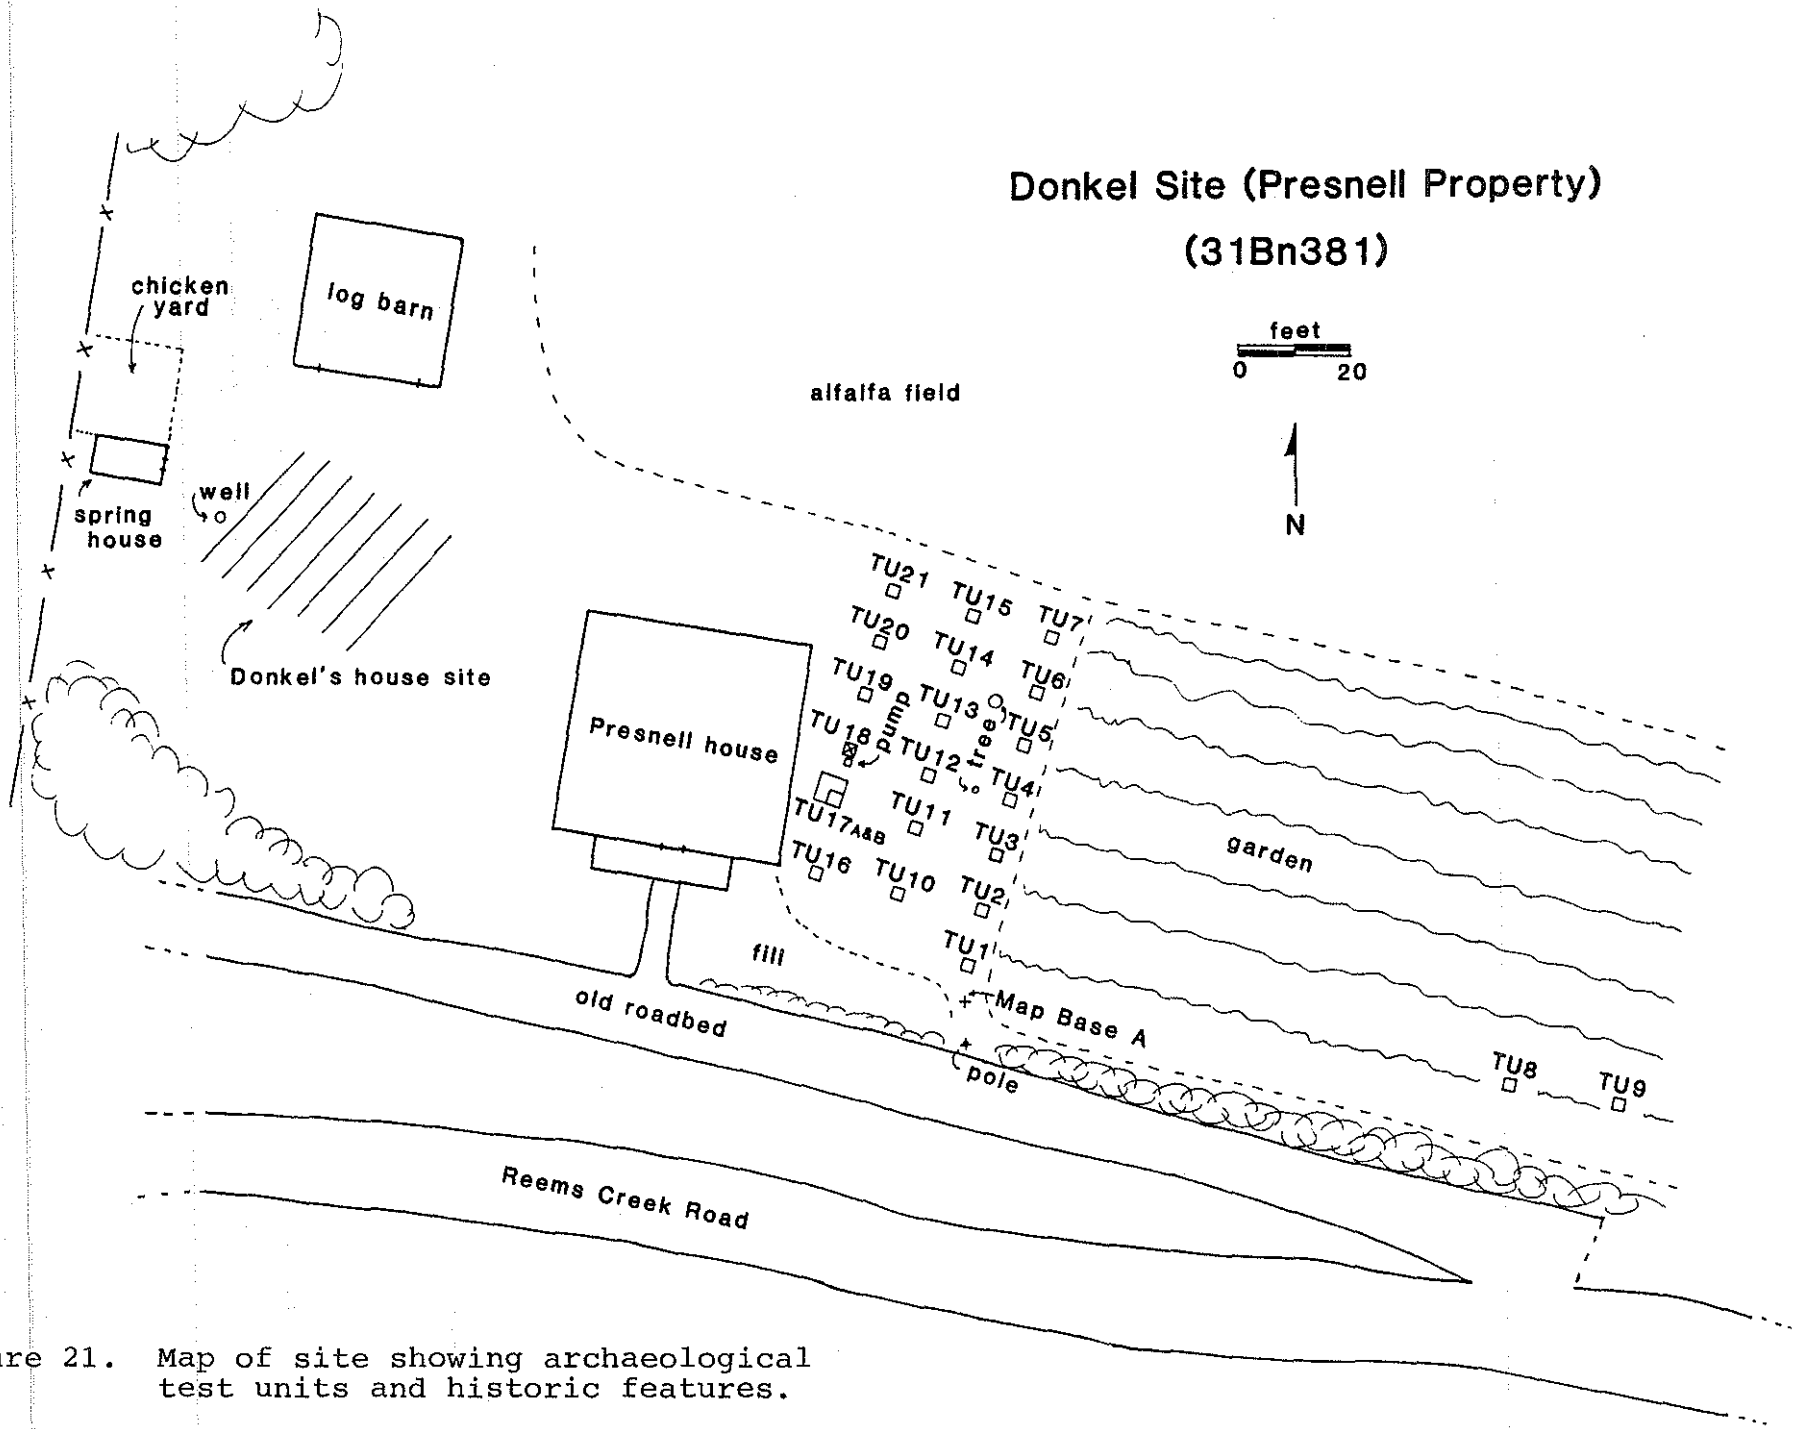 Donkel Site (Presnell Property)
(31Bn381)
feet
0 20
N
chicken
yard
log barn
alfalfa field
well
spring
house
Donkel's house site
Presnell house
TU21
TU15
TU7
TU20
TU14
TU6
TU19
TU13
TU5
pump
tree
TU18
TU12
TU4
TU17A&B
TU11
TU3
TU16
TU10
TU2
TU1
garden
fill
Map Base A
pole
old roadbed
TU8
TU9
Reems Creek Road
ure 21. Map of site showing archaeological
test units and historic features.